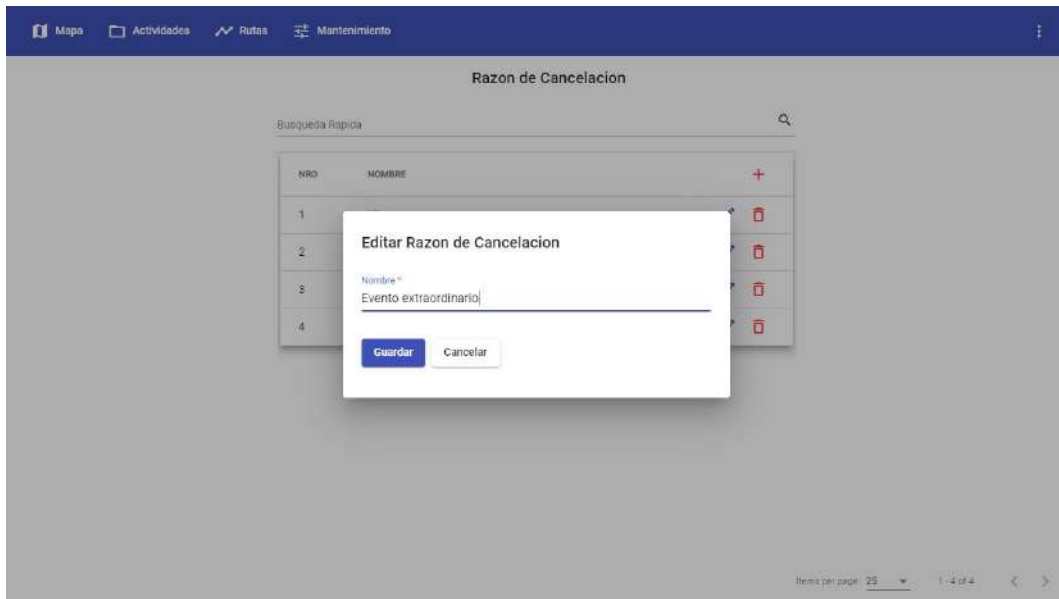 Mapa Actividades Rutas Mantenimiento
Razon de Cancelacion
Busqueda Rapida
NRO NOMBRE
1
2
3
4
Editar Razon de Cancelacion
Nombre *
Evento extraordinario
Guardar Cancelar
Items per page: 25 1 - 4 of 4